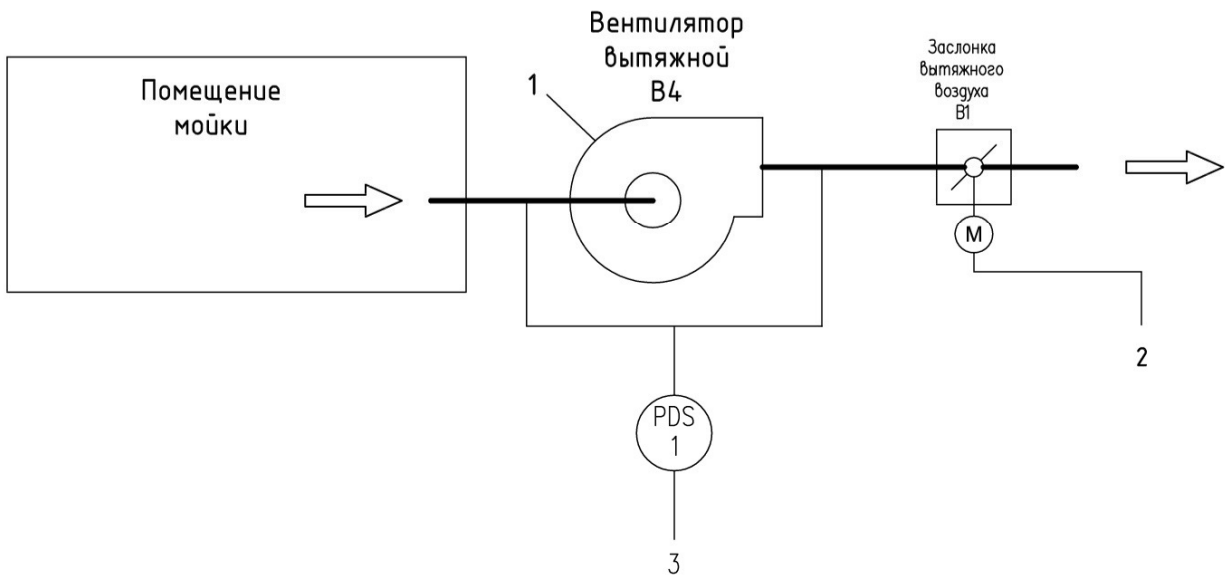 Помещение
мойки
1
Вентилятор
вытяжной
В4
Заслонка
вытяжного
воздуха
В1
М
2
PDS
1
3